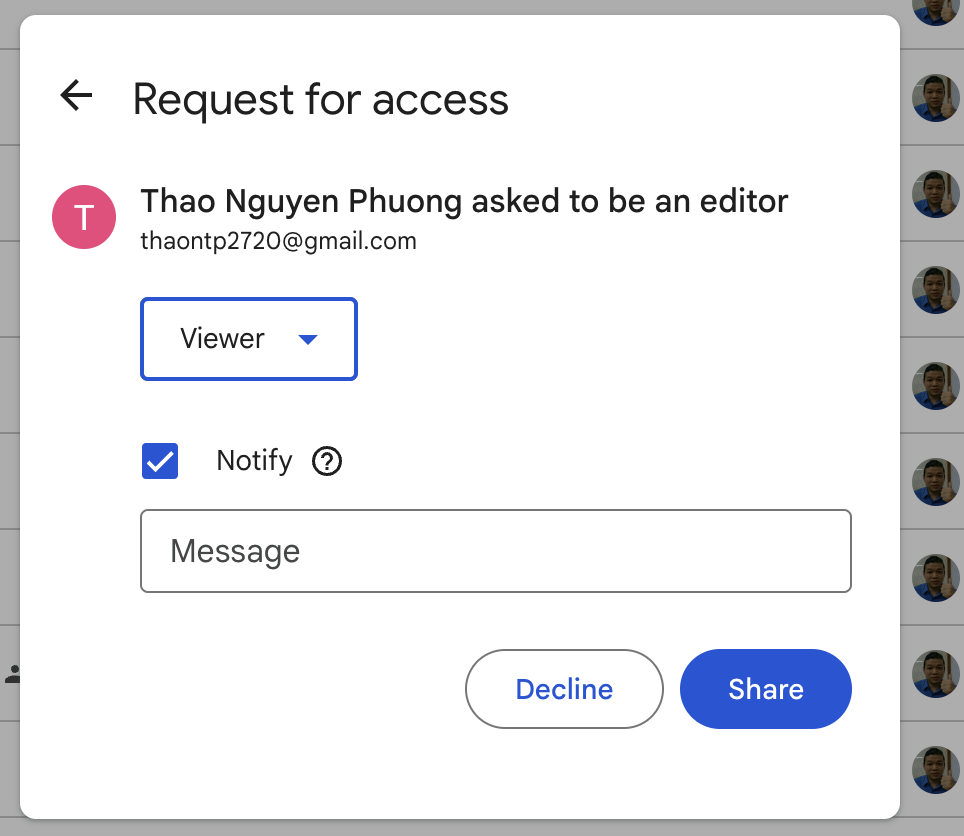 Request for access
T
Thao Nguyen Phuong asked to be an editor
thaontp2720@gmail.com
Viewer
Notify
Message
Decline
Share